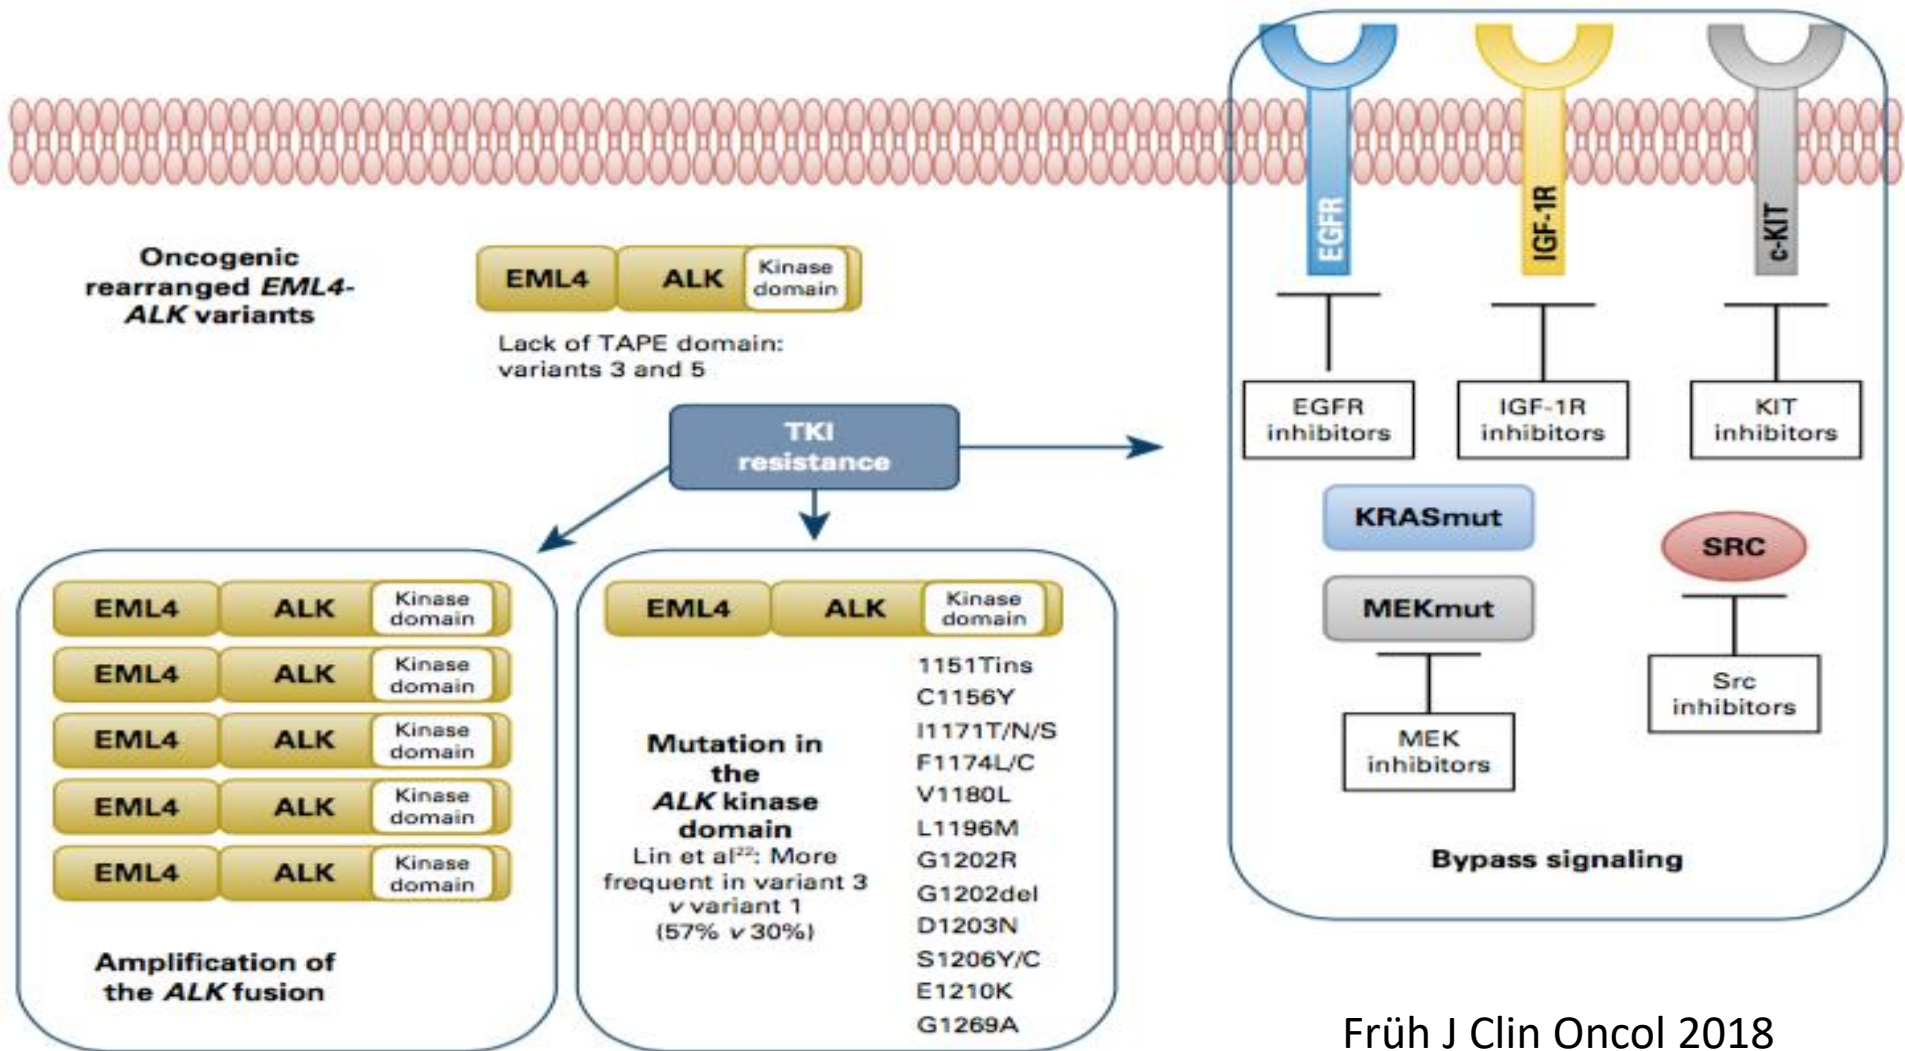 EGFR
IGF-1R
c-KIT
Oncogenic
rearranged EML4-
ALK variants
EML4
ALK
Kinase
domain
Lack of TAPE domain:
variants 3 and 5
TKI
resistance
EML4
ALK
Kinase
domain
EML4
ALK
Kinase
domain
EML4
ALK
Kinase
domain
EML4
ALK
Kinase
domain
EML4
ALK
Kinase
domain
Amplification of
the ALK fusion
EML4
ALK
Kinase
domain
Mutation in
the
ALK kinase
domain
Lin et al²²: More
frequent in variant 3
v variant 1
(57% v 30%)
1151Tins
C1156Y
I1171T/N/S
F1174L/C
V1180L
L1196M
G1202R
G1202del
D1203N
S1206Y/C
E1210K
G1269A
EGFR
inhibitors
IGF-1R
inhibitors
KIT
inhibitors
KRASmut
MEKmut
SRC
MEK
inhibitors
Src
inhibitors
Bypass signaling
Früh J Clin Oncol 2018